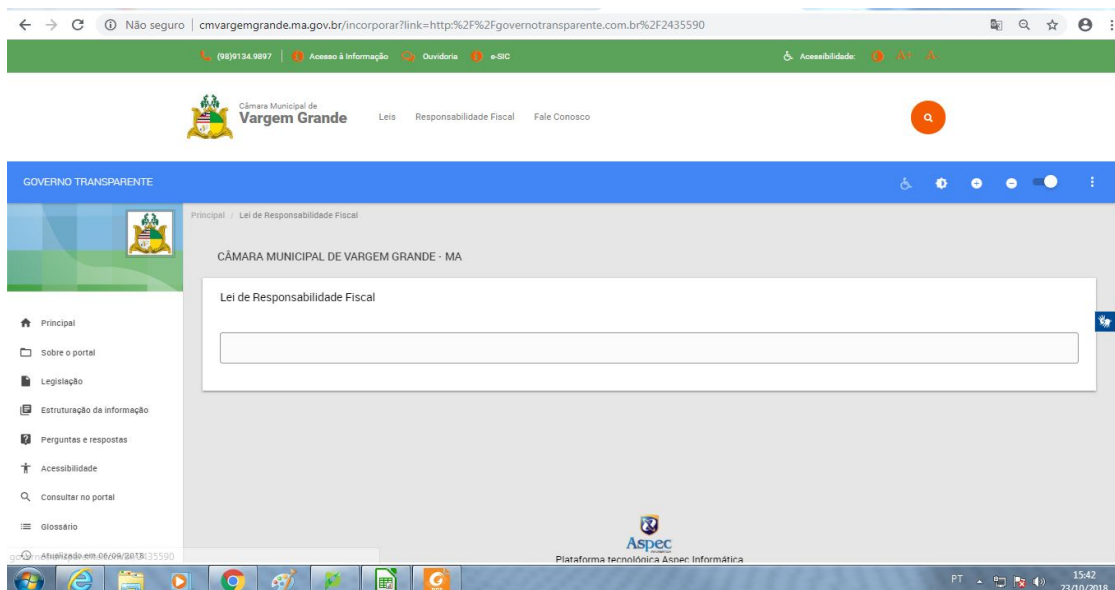 Não seguro | cmvargemgrande.ma.gov.br/incorporar?link=http:%2F%2Fgovernotransparente.com.br%2F2435590
(98)9134.9897 | Acesso à Informação Ouvidoria e-SIC Acessibilidade: A+ A-
Câmara Municipal de
Vargem Grande
Leis Responsabilidade Fiscal Fale Conosco
GOVERNO TRANSPARENTE
Principal / Lei de Responsabilidade Fiscal
CÂMARA MUNICIPAL DE VARGEM GRANDE - MA
Lei de Responsabilidade Fiscal
Principal
Sobre o portal
Legislação
Estruturação da informação
Perguntas e respostas
Acessibilidade
Consultar no portal
Glossário
Atualizado em 06/09/2018
Aspec
Plataforma tecnológica Aspec Informática
PT
15:42
23/10/2018